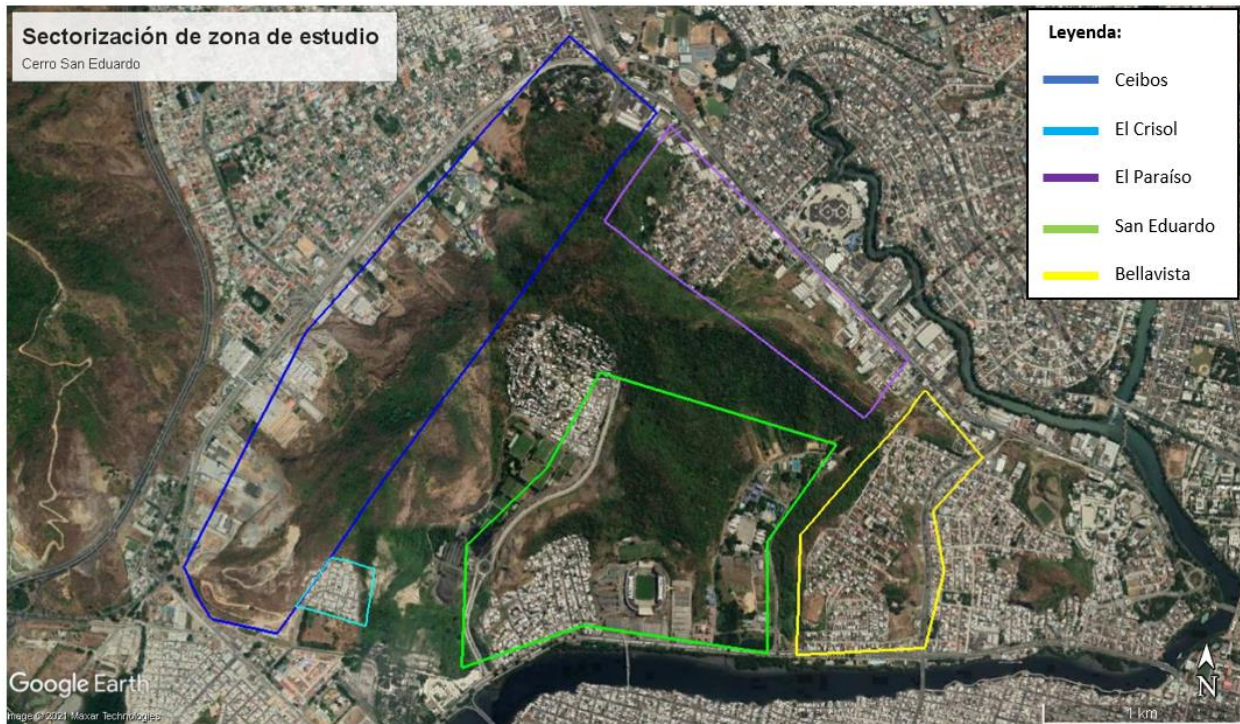 Sectorización de zona de estudio
Cerro San Eduardo
Leyenda:
Ceibos
El Crisol
El Paraíso
San Eduardo
Bellavista
Google Earth
Image © 2021 Maxar Technologies
1 km
N